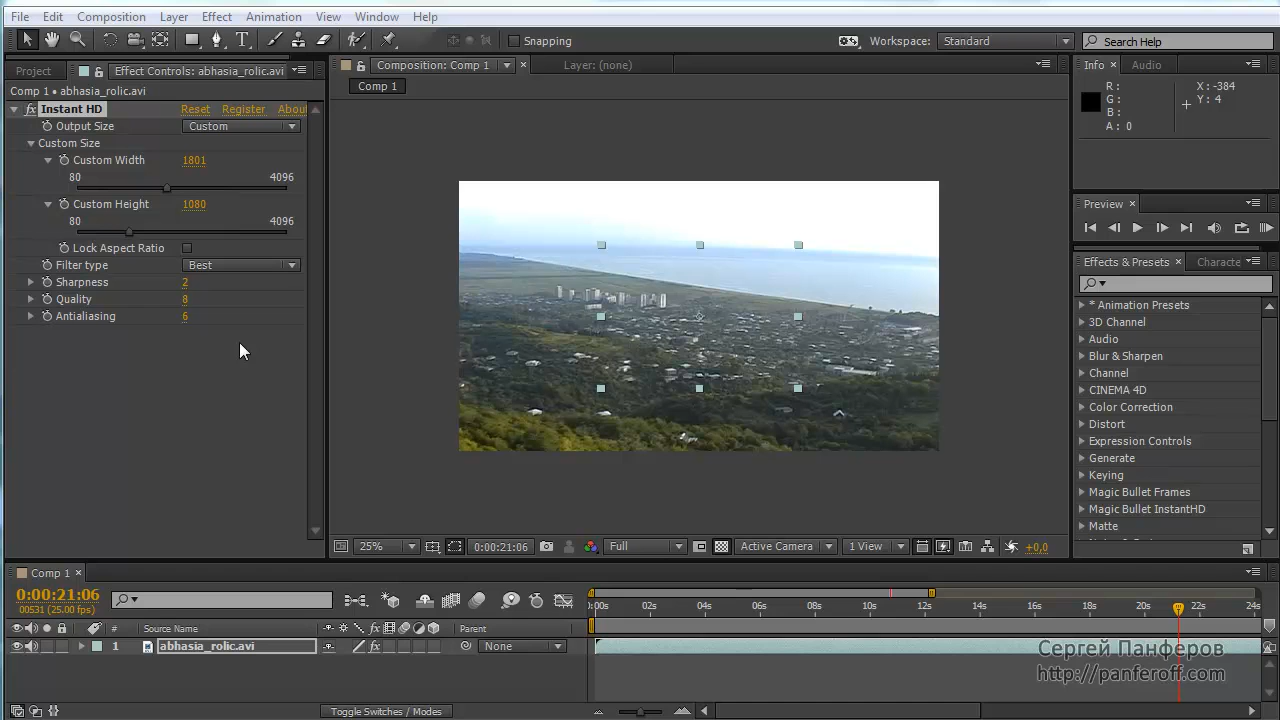 File Edit Composition Layer Effect Animation View Window Help
Snapping Workspace: Standard Search Help
Project Effect Controls: abhasia_rolic.avi Composition: Comp 1 Layer: (none) Info Audio
Comp 1 • abhasia_rolic.avi Comp 1
R: X: -384
G: Y: 4
B:
A: 0
fx Instant HD Reset Register Abou
Output Size Custom
Custom Size
Custom Width 1801
80 4096
Custom Height 1080
80 4096
Lock Aspect Ratio
Filter type Best
Sharpness 2
Quality 8
Antialiasing 6
Preview
Effects & Presets Characte
* Animation Presets
3D Channel
Audio
Blur & Sharpen
Channel
CINEMA 4D
Color Correction
Distort
Expression Controls
Generate
Keying
Magic Bullet Frames
Magic Bullet InstantHD
Matte
25% 0:00:21:06 Full Active Camera 1 View +0,0
Comp 1
0:00:21:06
00531 (25.00 fps)
:00s 02s 04s 06s 08s 10s 12s 14s 16s 18s 20s 22s 24s
# Source Name fx Parent
1 abhasia_rolic.avi fx None
Сергей Панферов
http://panferoff.com
Toggle Switches / Modes